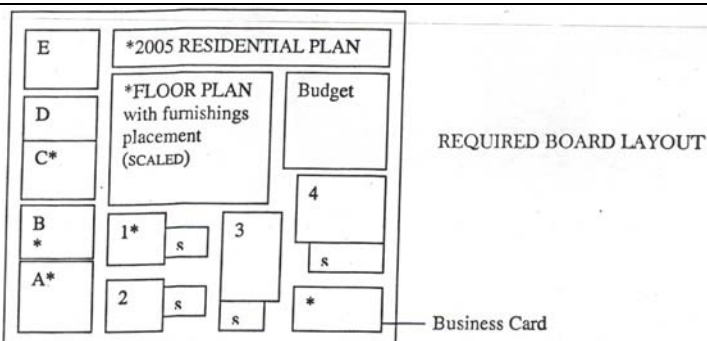 E
*2005 RESIDENTIAL PLAN
*FLOOR PLAN
with furnishings
placement
(SCALED)
Budget
D
C*
REQUIRED BOARD LAYOUT
4
s
B
*
1*
s
3
s
A*
2
s
*
Business Card